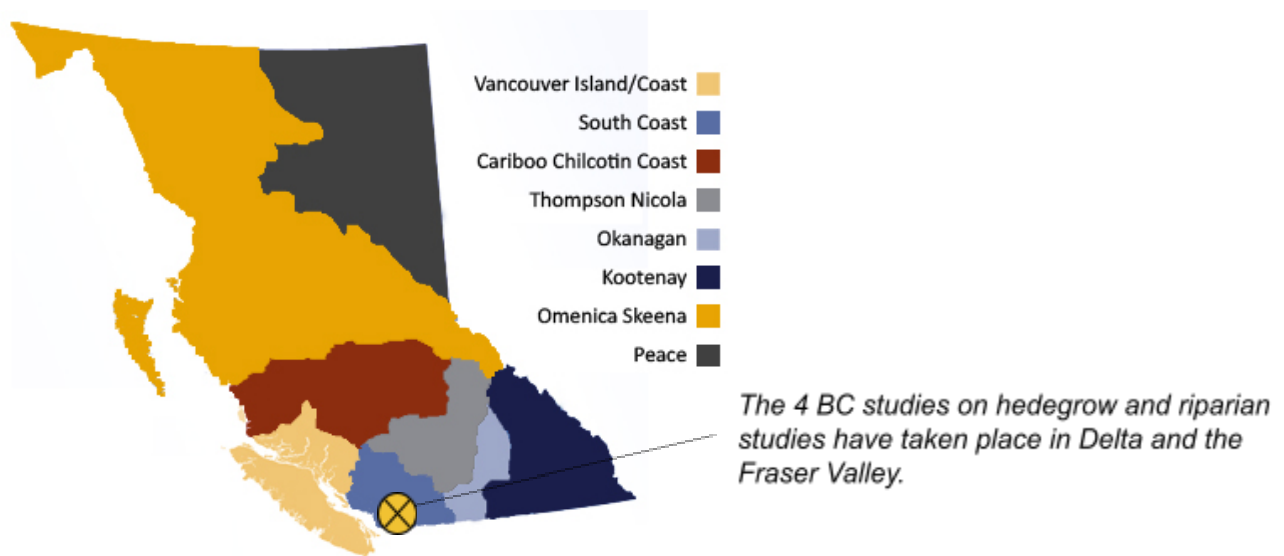 Vancouver Island/Coast
South Coast
Cariboo Chilcotin Coast
Thompson Nicola
Okanagan
Kootenay
Omenica Skeena
Peace
The 4 BC studies on hedegrow and riparian
studies have taken place in Delta and the
Fraser Valley.